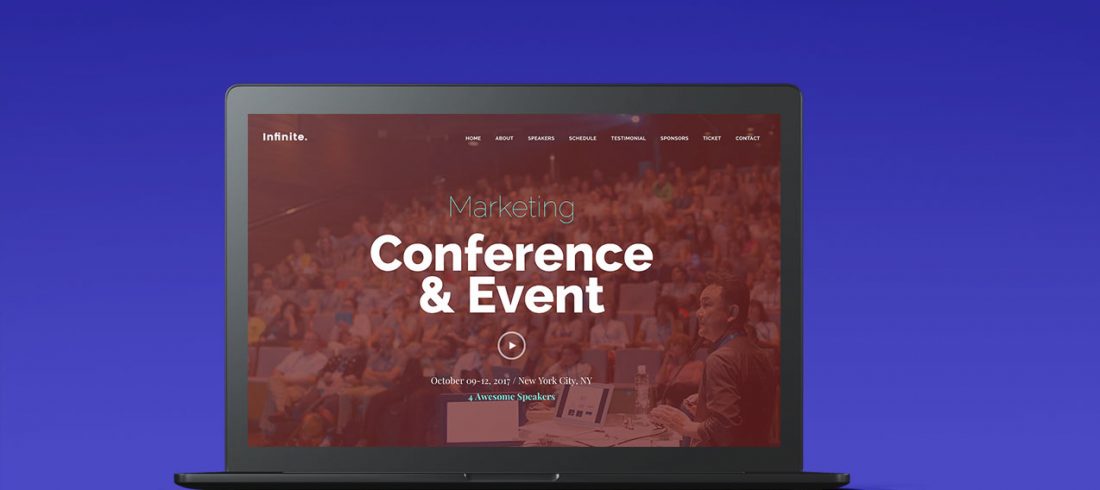 Infinite.
HOME ABOUT SPEAKERS SCHEDULE TESTIMONIAL SPONSORS TICKET CONTACT
Marketing
Conference
& Event
October 09-12, 2017 / New York City, NY
4 Awesome Speakers